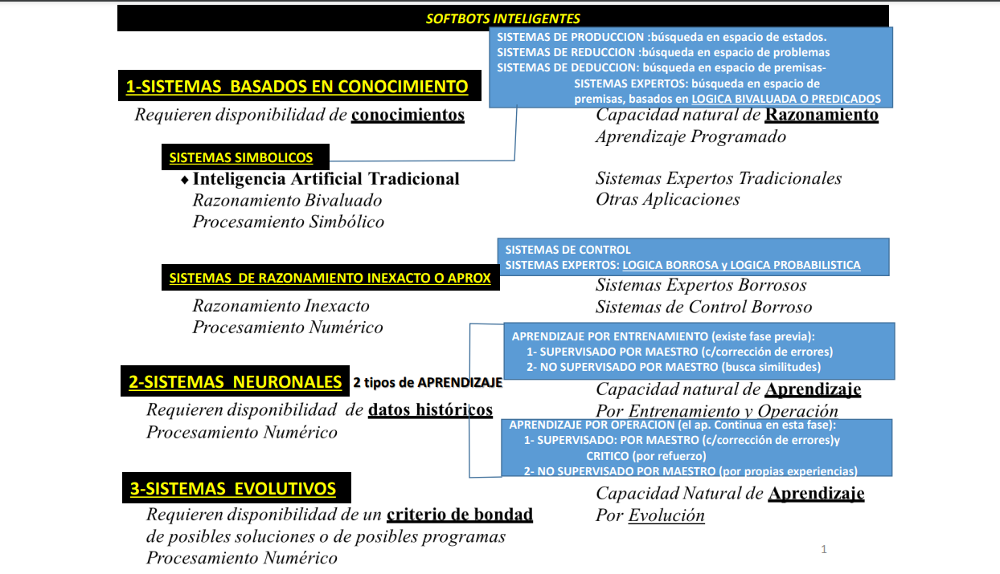 SOFTBOTS INTELIGENTES
SISTEMAS DE PRODUCCION :búsqueda en espacio de estados.
SISTEMAS DE REDUCCION :búsqueda en espacio de problemas
SISTEMAS DE DEDUCCION: búsqueda en espacio de premisas-
SISTEMAS EXPERTOS: búsqueda en espacio de
premisas, basados en LOGICA BIVALUADA O PREDICADOS
1-SISTEMAS BASADOS EN CONOCIMIENTO
Requieren disponibilidad de conocimientos
Capacidad natural de Razonamiento
Aprendizaje Programado
SISTEMAS SIMBOLICOS
♦ Inteligencia Artificial Tradicional
Razonamiento Bivaluado
Procesamiento Simbólico
Sistemas Expertos Tradicionales
Otras Aplicaciones
SISTEMAS DE CONTROL
SISTEMAS EXPERTOS: LOGICA BORROSA y LOGICA PROBABILISTICA
SISTEMAS DE RAZONAMIENTO INEXACTO O APROX
Razonamiento Inexacto
Procesamiento Numérico
Sistemas Expertos Borrosos
Sistemas de Control Borroso
APRENDIZAJE POR ENTRENAMIENTO (existe fase previa):
1- SUPERVISADO POR MAESTRO (c/corrección de errores)
2- NO SUPERVISADO POR MAESTRO (busca similitudes)
2-SISTEMAS NEURONALES 2 tipos de APRENDIZAJE
Requieren disponibilidad de datos históricos
Procesamiento Numérico
Capacidad natural de Aprendizaje
Por Entrenamiento y Operación
APRENDIZAJE POR OPERACIÓN (el ap. Continua en esta fase):
1- SUPERVISADO: POR MAESTRO (c/corrección de errores)y
CRITICO (por refuerzo)
2- NO SUPERVISADO POR MAESTRO (por propias experiencias)
3-SISTEMAS EVOLUTIVOS
Requieren disponibilidad de un criterio de bondad
de posibles soluciones o de posibles programas
Procesamiento Numérico
Capacidad Natural de Aprendizaje
Por Evolución
1